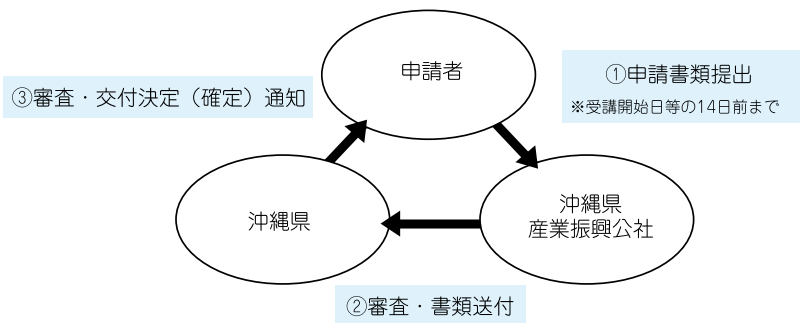 申請者
①申請書類提出
※受講開始日等の14日前まで
③審査・交付決定（確定）通知
沖縄県
沖縄県
産業振興公社
②審査・書類送付